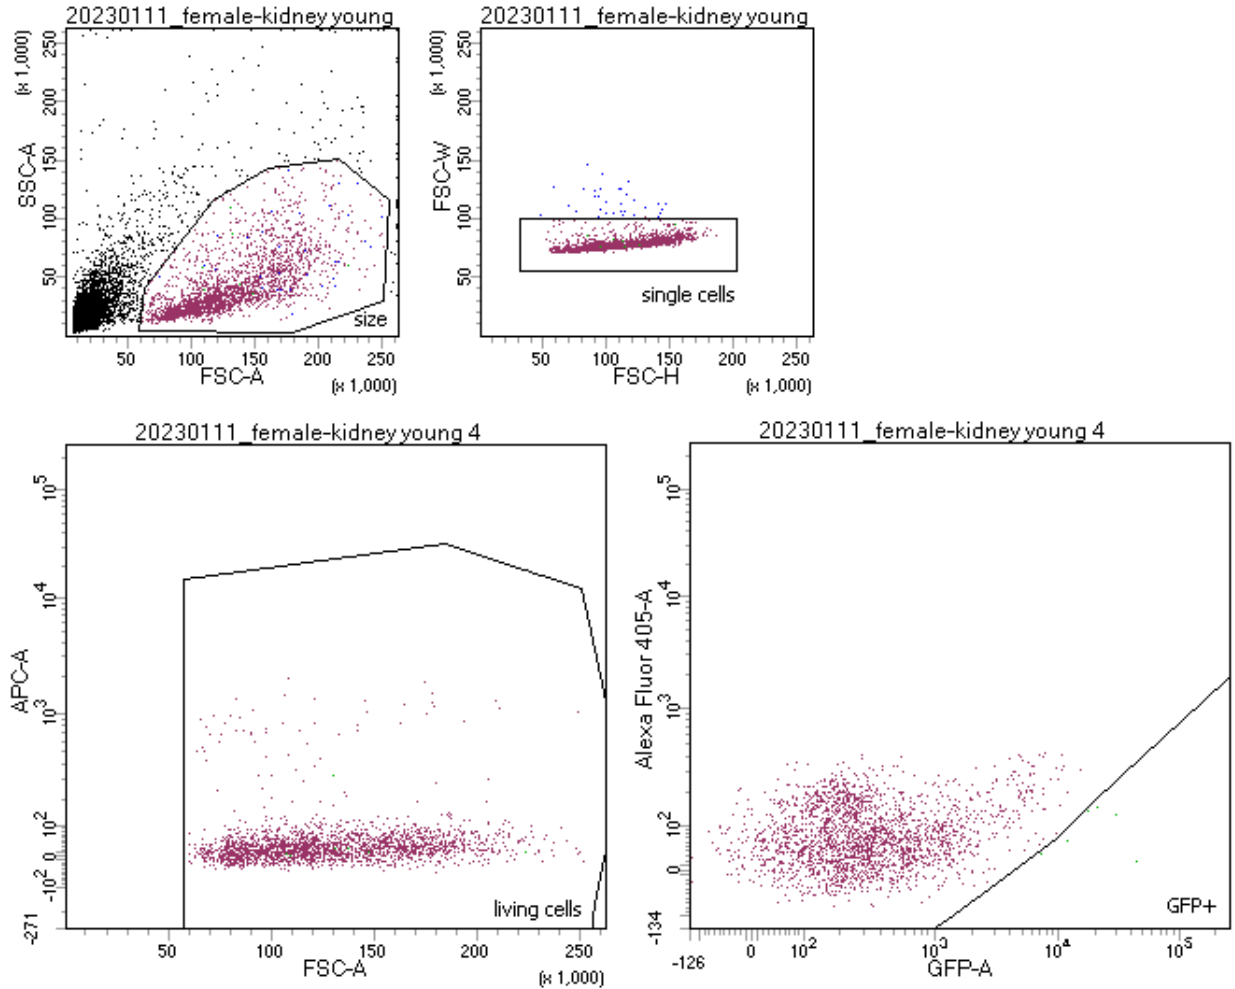 20230111_female-kidney young
SSC-A
(x 1,000)
250
200
150
100
50
size
50 100 150 200 250
FSC-A
(x 1,000)
20230111_female-kidney young
FSC-W
(x 1,000)
250
200
150
100
50
single cells
50 100 150 200 250
FSC-H
(x 1,000)
20230111_female-kidney young 4
APC-A
10^5
10^4
10^3
10^2
0
-10^2
-271
living cells
50 100 150 200 250
FSC-A
(x 1,000)
20230111_female-kidney young 4
Alexa Fluor 405-A
10^5
10^4
10^3
10^2
0
-134
GFP+
-126 0 10^2 10^3 10^4 10^5
GFP-A